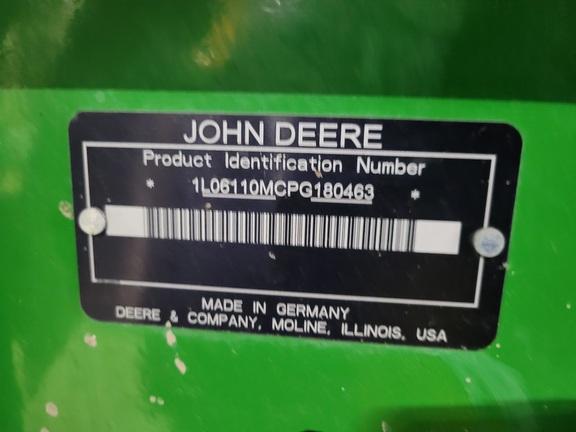 JOHN DEERE
Product Identification Number
* 1L06110MCPG180463 *
MADE IN GERMANY
DEERE & COMPANY, MOLINE, ILLINOIS, USA